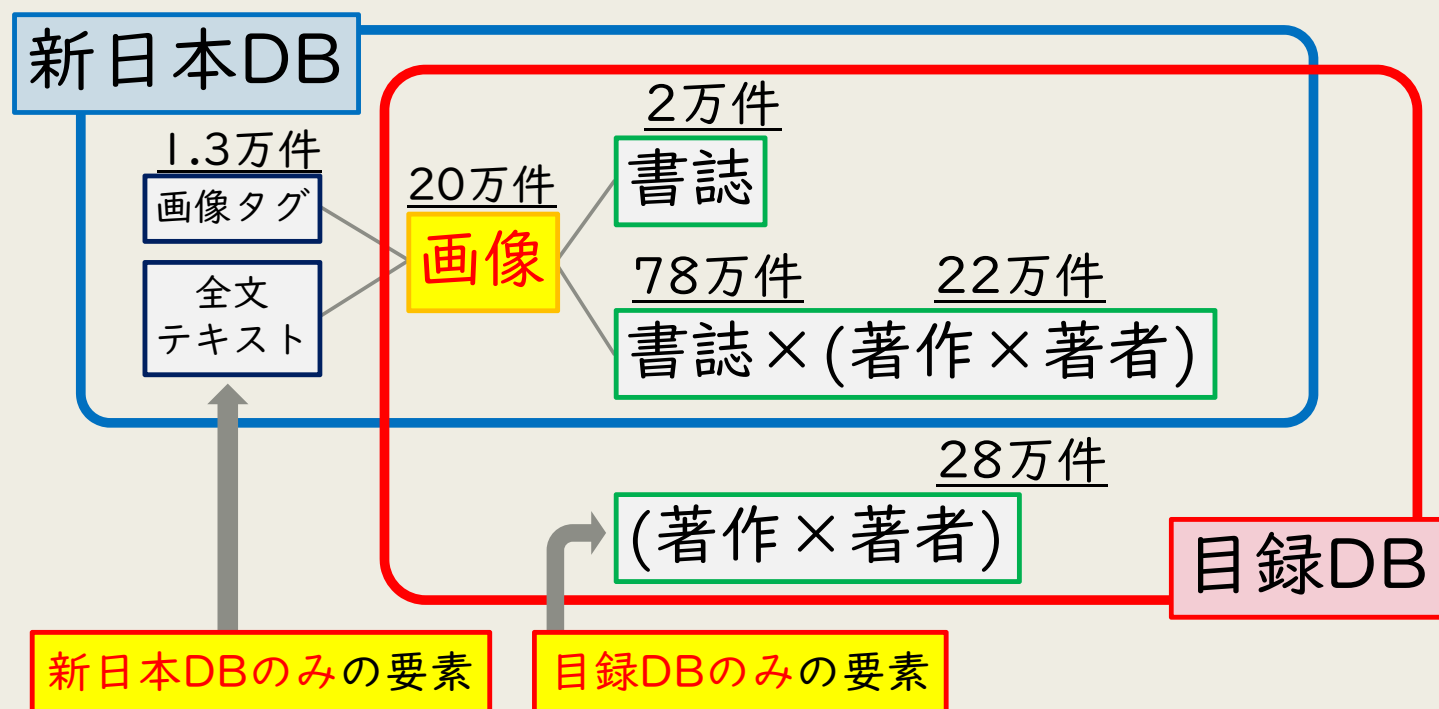 新日本DB
1.3万件
画像タグ
全文
テキスト
20万件
画像
2万件
書誌
78万件
22万件
書誌×(著作×著者)
28万件
(著作×著者)
目録DB
新日本DBのみの要素
目録DBのみの要素